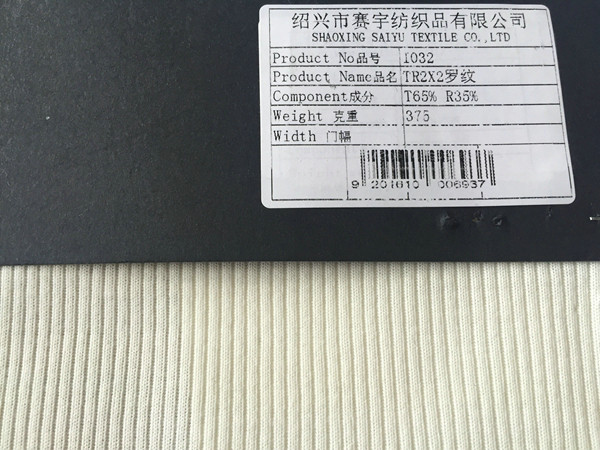 绍兴市赛宇纺织品有限公司
SHAOXING SAIYU TEXTILE CO.,LTD
Product No品号 1032
Product Name品名 TR2X2罗纹
Component成分 T65% R35%
Weight 克重 375
Width 门幅
9 201610 006937